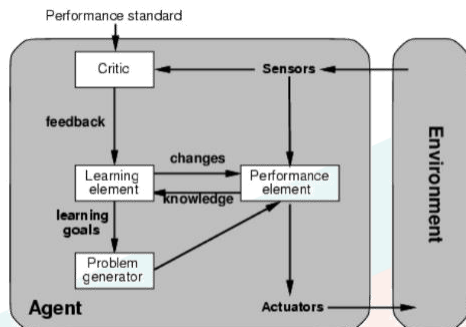 Performance standard
Critic
Sensors
feedback
changes
Learning
element
Performance
element
knowledge
learning
goals
Problem
generator
Agent
Actuators
Environment